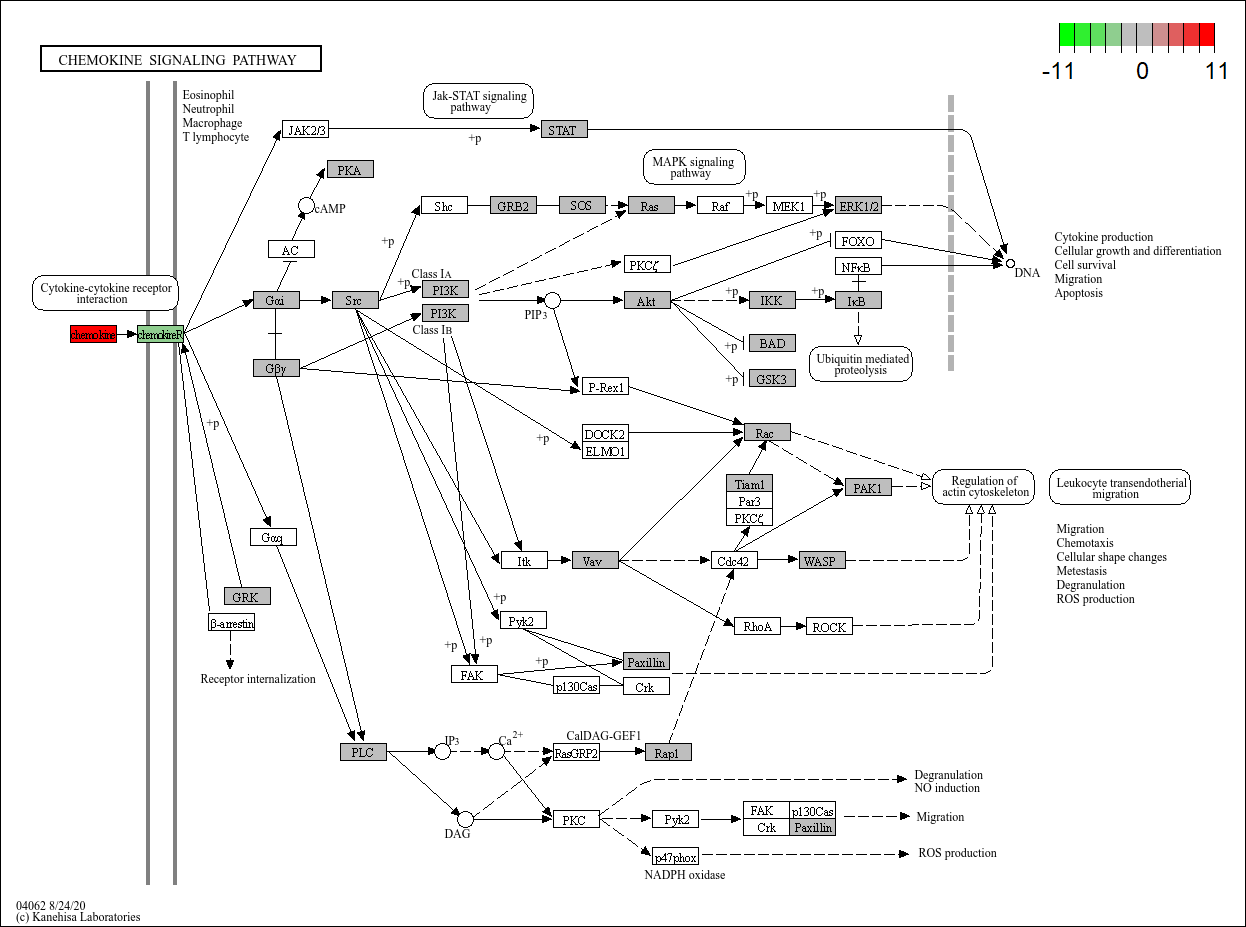 CHEMOKINE SIGNALING PATHWAY
-11 0 11
Eosinophil
Neutrophil
Macrophage
T lymphocyte
Jak-STAT signaling
pathway
JAK2/3
+p
STAT
MAPK signaling
pathway
PKA
cAMP
AC
Shc
GRB2
SOS
Ras
Raf
+p
MEK1
+p
ERK1/2
+p
FOXO
+p
PKCζ
NFκB
DNA
Cytokine production
Cellular growth and differentiation
Cell survival
Migration
Apoptosis
Cytokine-cytokine receptor
interaction
Class IA
+p
PI3K
PI3K
Class IB
Gαi
Src
PIP3
Akt
IKK
+p
IκB
chemokine
chemokineR
+p
BAD
Ubiquitin mediated
proteolysis
Gβγ
+p
GSK3
P-Rex1
+p
DOCK2
ELMO1
+p
Rac
Tiam1
Par3
PKCζ
PAK1
Regulation of
actin cytoskeleton
Leukocyte transendotherial
migration
Gαq
Itk
Vav
Cdc42
WASP
Migration
Chemotaxis
Cellular shape changes
Metestasis
Degranulation
ROS production
GRK
β-arrestin
+p
Pyk2
RhoA
ROCK
Receptor internalization
+p
+p
+p
FAK
Paxillin
p130Cas
Crk
PLC
IP3
Ca2+
CalDAG-GEF1
RasGRP2
Rap1
DAG
PKC
Degranulation
NO induction
Pyk2
FAK
p130Cas
Crk
Paxillin
Migration
p47phox
ROS production
NADPH oxidase
04062 8/24/20
(c) Kanehisa Laboratories